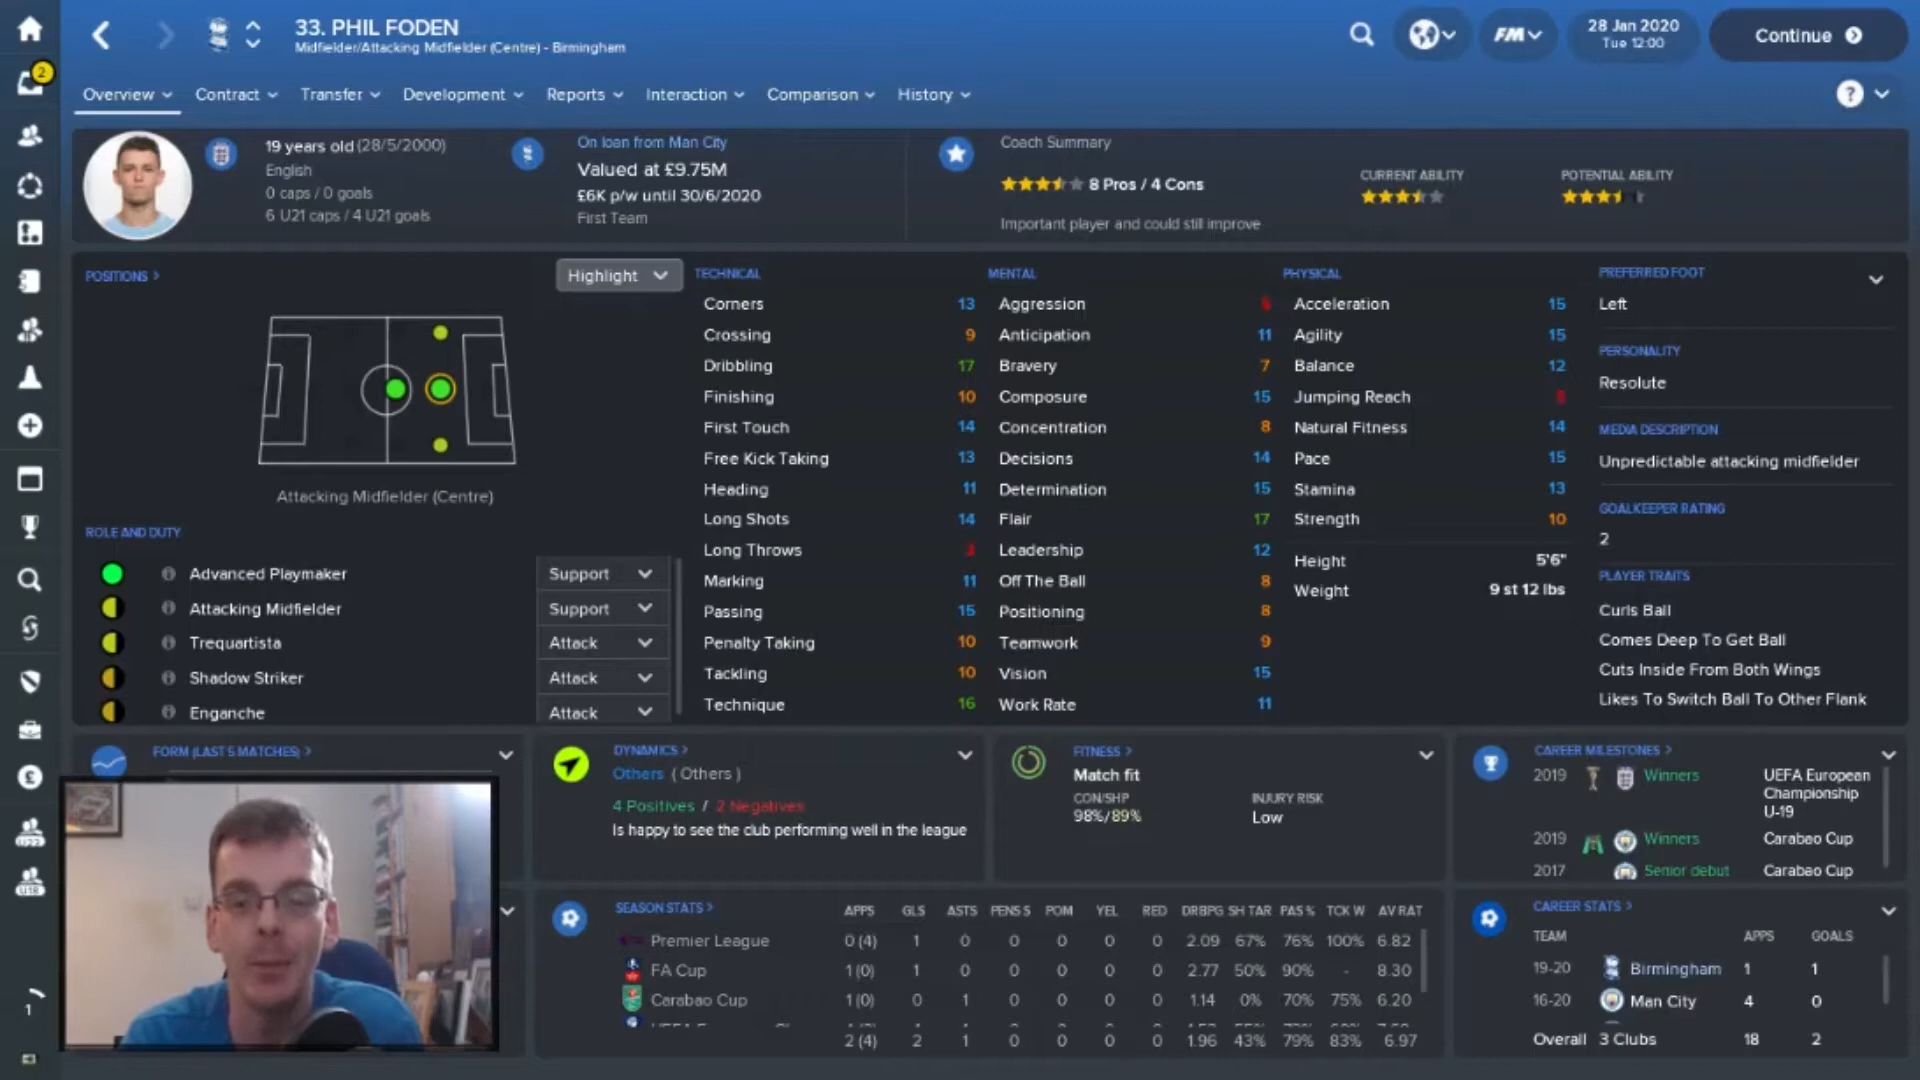 33. PHIL FODEN
Midfielder/Attacking Midfielder (Centre) - Birmingham
FM
28 Jan 2020
Tue 12:00
Continue
2
Overview Contract Transfer Development Reports Interaction Comparison History
?
19 years old (28/5/2000)
English
0 caps / 0 goals
6 U21 caps / 4 U21 goals
On loan from Man City
Valued at £9.75M
£6K p/w until 30/6/2020
First Team
Coach Summary
8 Pros / 4 Cons
Important player and could still improve
CURRENT ABILITY
POTENTIAL ABILITY
POSITIONS >
Highlight
Attacking Midfielder (Centre)
ROLE AND DUTY
Advanced Playmaker Support
Attacking Midfielder Support
Trequartista Attack
Shadow Striker Attack
Enganche Attack
TECHNICAL
Corners 13
Crossing 9
Dribbling 17
Finishing 10
First Touch 14
Free Kick Taking 13
Heading 11
Long Shots 14
Long Throws
Marking 11
Passing 15
Penalty Taking 10
Tackling 10
Technique 16
MENTAL
Aggression
Anticipation 11
Bravery 7
Composure 15
Concentration 8
Decisions 14
Determination 15
Flair 17
Leadership 12
Off The Ball 8
Positioning 8
Teamwork 9
Vision 15
Work Rate 11
PHYSICAL
Acceleration 15
Agility 15
Balance 12
Jumping Reach
Natural Fitness 14
Pace 15
Stamina 13
Strength 10
Height 5'6"
Weight 9 st 12 lbs
PREFERRED FOOT
Left
PERSONALITY
Resolute
MEDIA DESCRIPTION
Unpredictable attacking midfielder
GOALKEEPER RATING
2
PLAYER TRAITS
Curls Ball
Comes Deep To Get Ball
Cuts Inside From Both Wings
Likes To Switch Ball To Other Flank
FORM (LAST 5 MATCHES) >
DYNAMICS >
Others ( Others )
4 Positives / 2 Negatives
Is happy to see the club performing well in the league
FITNESS >
Match fit
CON/SHP
98%/89%
INJURY RISK
Low
CAREER MILESTONES >
2019 Winners UEFA European
Championship
U-19
2019 Winners Carabao Cup
2017 Senior debut Carabao Cup
SEASON STATS > APPS GLS ASTS PENS S POM YEL RED DRBPG SH TAR PAS % TCK W AV RAT
Premier League 0 (4) 1 0 0 0 0 0 2.09 67% 76% 100% 6.82
FA Cup 1 (0) 1 0 0 0 0 0 2.77 50% 90% - 8.30
Carabao Cup 1 (0) 0 1 0 0 0 0 1.14 0% 70% 75% 6.20
2 (4) 2 1 0 0 0 0 1.96 43% 79% 83% 6.97
CAREER STATS >
TEAM APPS GOALS
19-20 Birmingham 1 1
16-20 Man City 4 0
Overall 3 Clubs 18 2
£
U23
U18
1